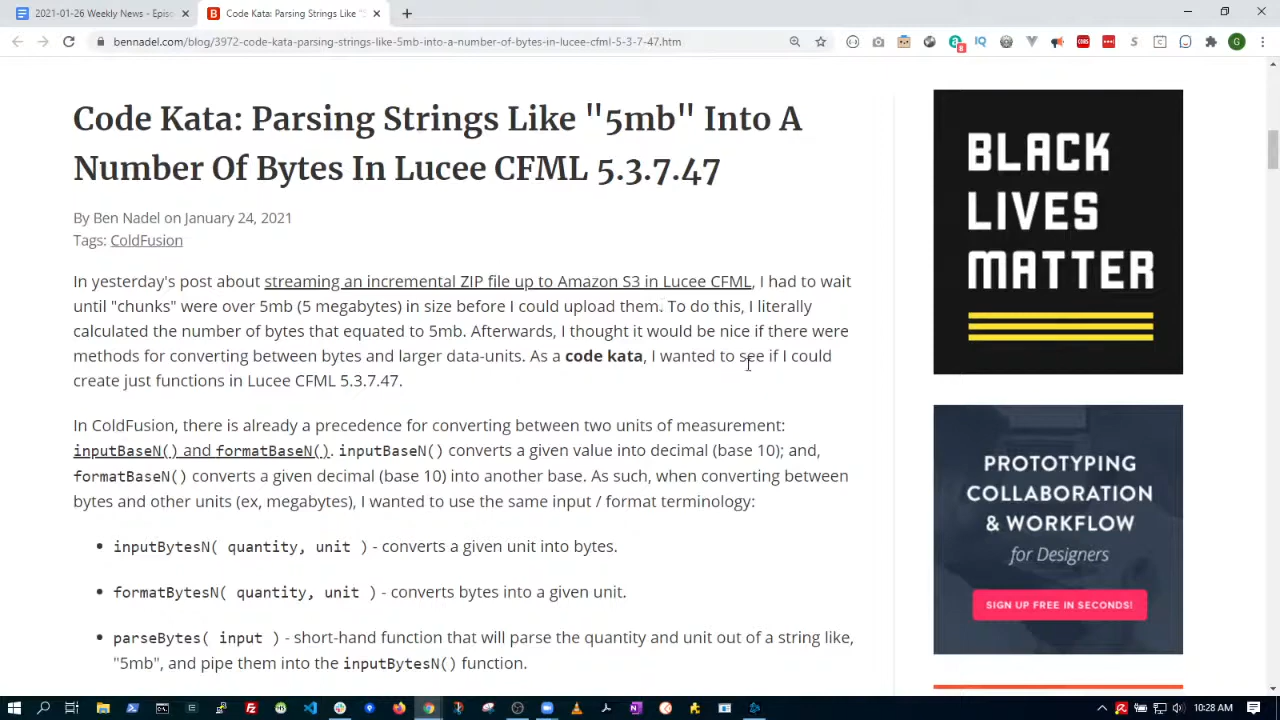 2021-01-26 Weekly News - Episo
Code Kata: Parsing Strings Like "5
bennadel.com/blog/3972-code-kata-parsing-strings-like-5mb-into-a-number-of-bytes-in-lucee-cfml-5-3-7-47.htm
Code Kata: Parsing Strings Like "5mb" Into A
Number Of Bytes In Lucee CFML 5.3.7.47
By Ben Nadel on January 24, 2021
Tags: ColdFusion
In yesterday's post about streaming an incremental ZIP file up to Amazon S3 in Lucee CFML, I had to wait
until "chunks" were over 5mb (5 megabytes) in size before I could upload them. To do this, I literally
calculated the number of bytes that equated to 5mb. Afterwards, I thought it would be nice if there were
methods for converting between bytes and larger data-units. As a code kata, I wanted to see if I could
create just functions in Lucee CFML 5.3.7.47.
In ColdFusion, there is already a precedence for converting between two units of measurement:
inputBaseN() and formatBaseN(). inputBaseN() converts a given value into decimal (base 10); and,
formatBaseN() converts a given decimal (base 10) into another base. As such, when converting between
bytes and other units (ex, megabytes), I wanted to use the same input / format terminology:
• inputBytesN( quantity, unit ) - converts a given unit into bytes.
• formatBytesN( quantity, unit ) - converts bytes into a given unit.
• parseBytes( input ) - short-hand function that will parse the quantity and unit out of a string like,
"5mb", and pipe them into the inputBytesN() function.
BLACK
LIVES
MATTER
PROTOTYPING
COLLABORATION
& WORKFLOW
for Designers
SIGN UP FREE IN SECONDS!
10:28 AM